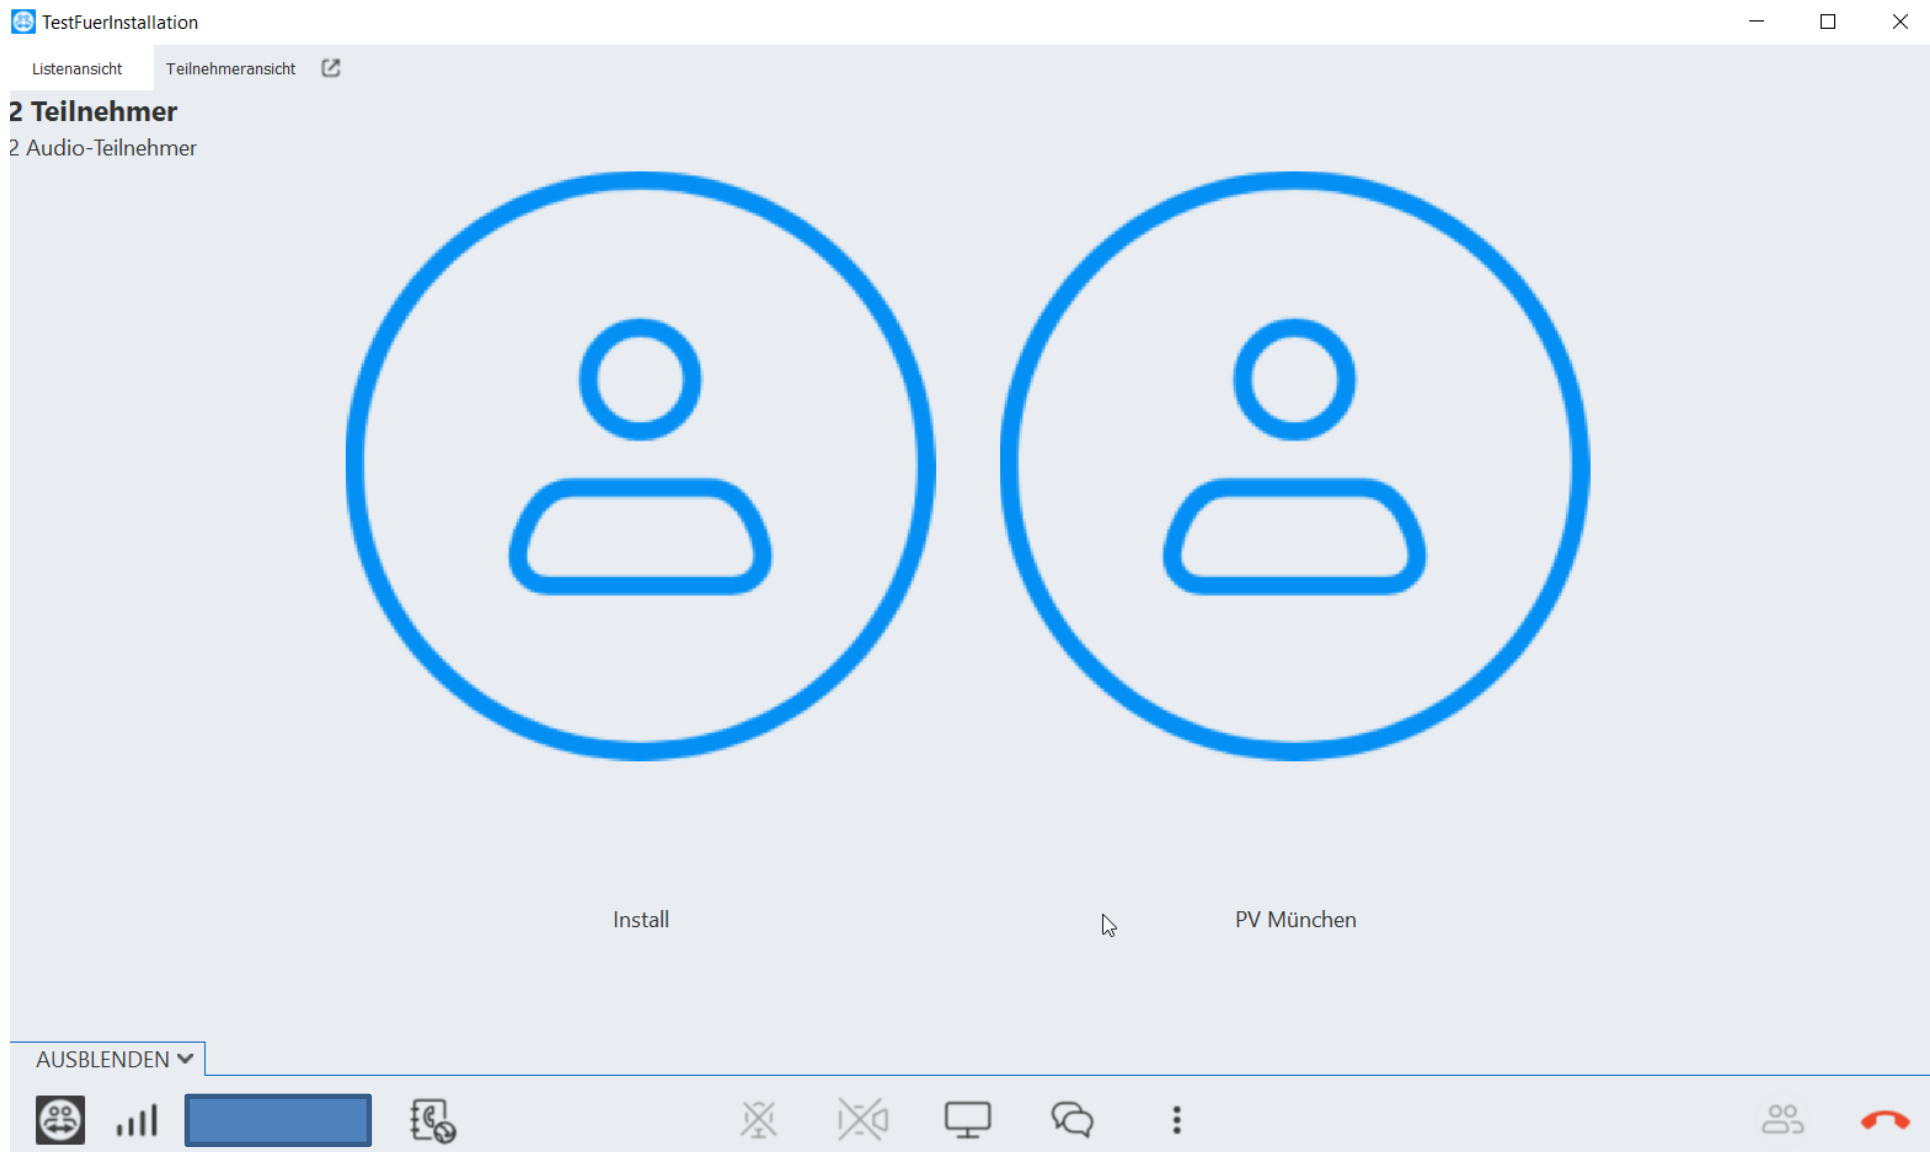 TestFuerInstallation
Listenansicht Teilnehmeransicht
2 Teilnehmer
2 Audio-Teilnehmer
Install PV München
AUSBLENDEN